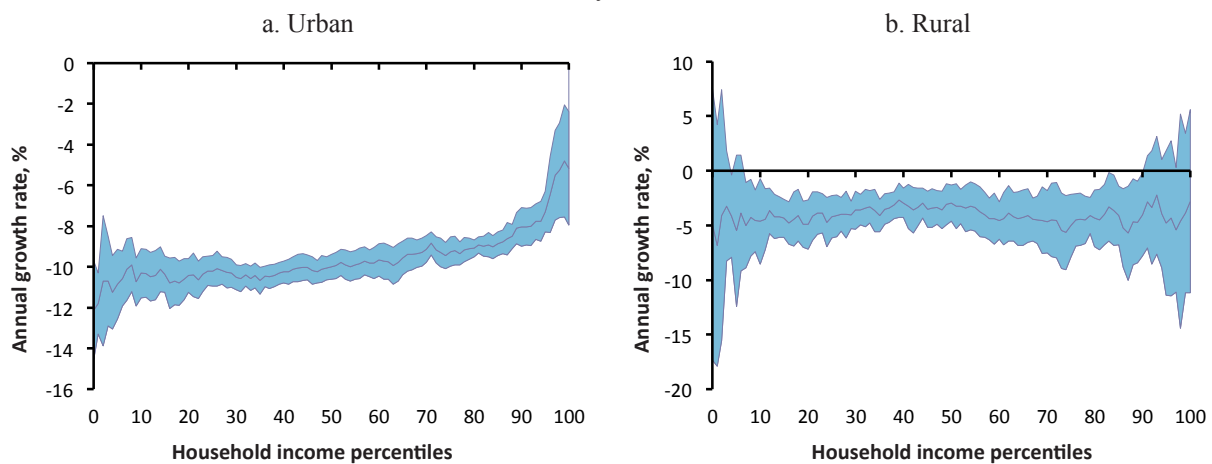 a. Urban
0
-2
-4
-6
-8
-10
-12
-14
-16
Annual growth rate, %
0 10 20 30 40 50 60 70 80 90 100
Household income percentiles
b. Rural
10
5
0
-5
-10
-15
-20
Annual growth rate, %
0 10 20 30 40 50 60 70 80 90 100
Household income percentiles